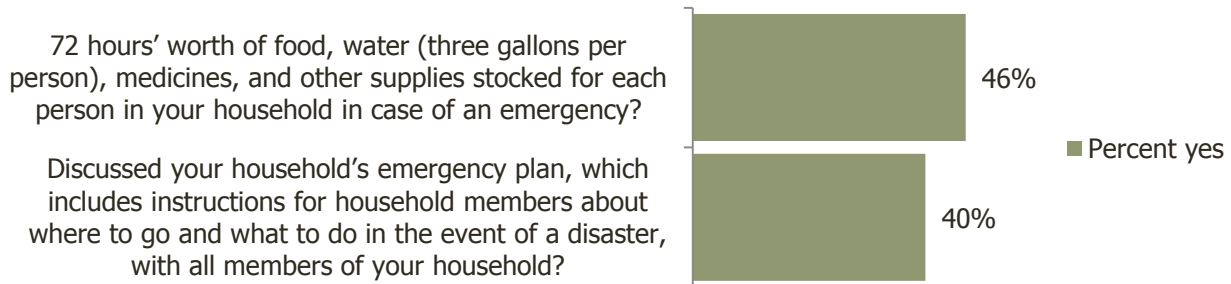 72 hours’ worth of food, water (three gallons per
person), medicines, and other supplies stocked for each
person in your household in case of an emergency?
46%
Discussed your household’s emergency plan, which
includes instructions for household members about
where to go and what to do in the event of a disaster,
with all members of your household?
40%
Percent yes